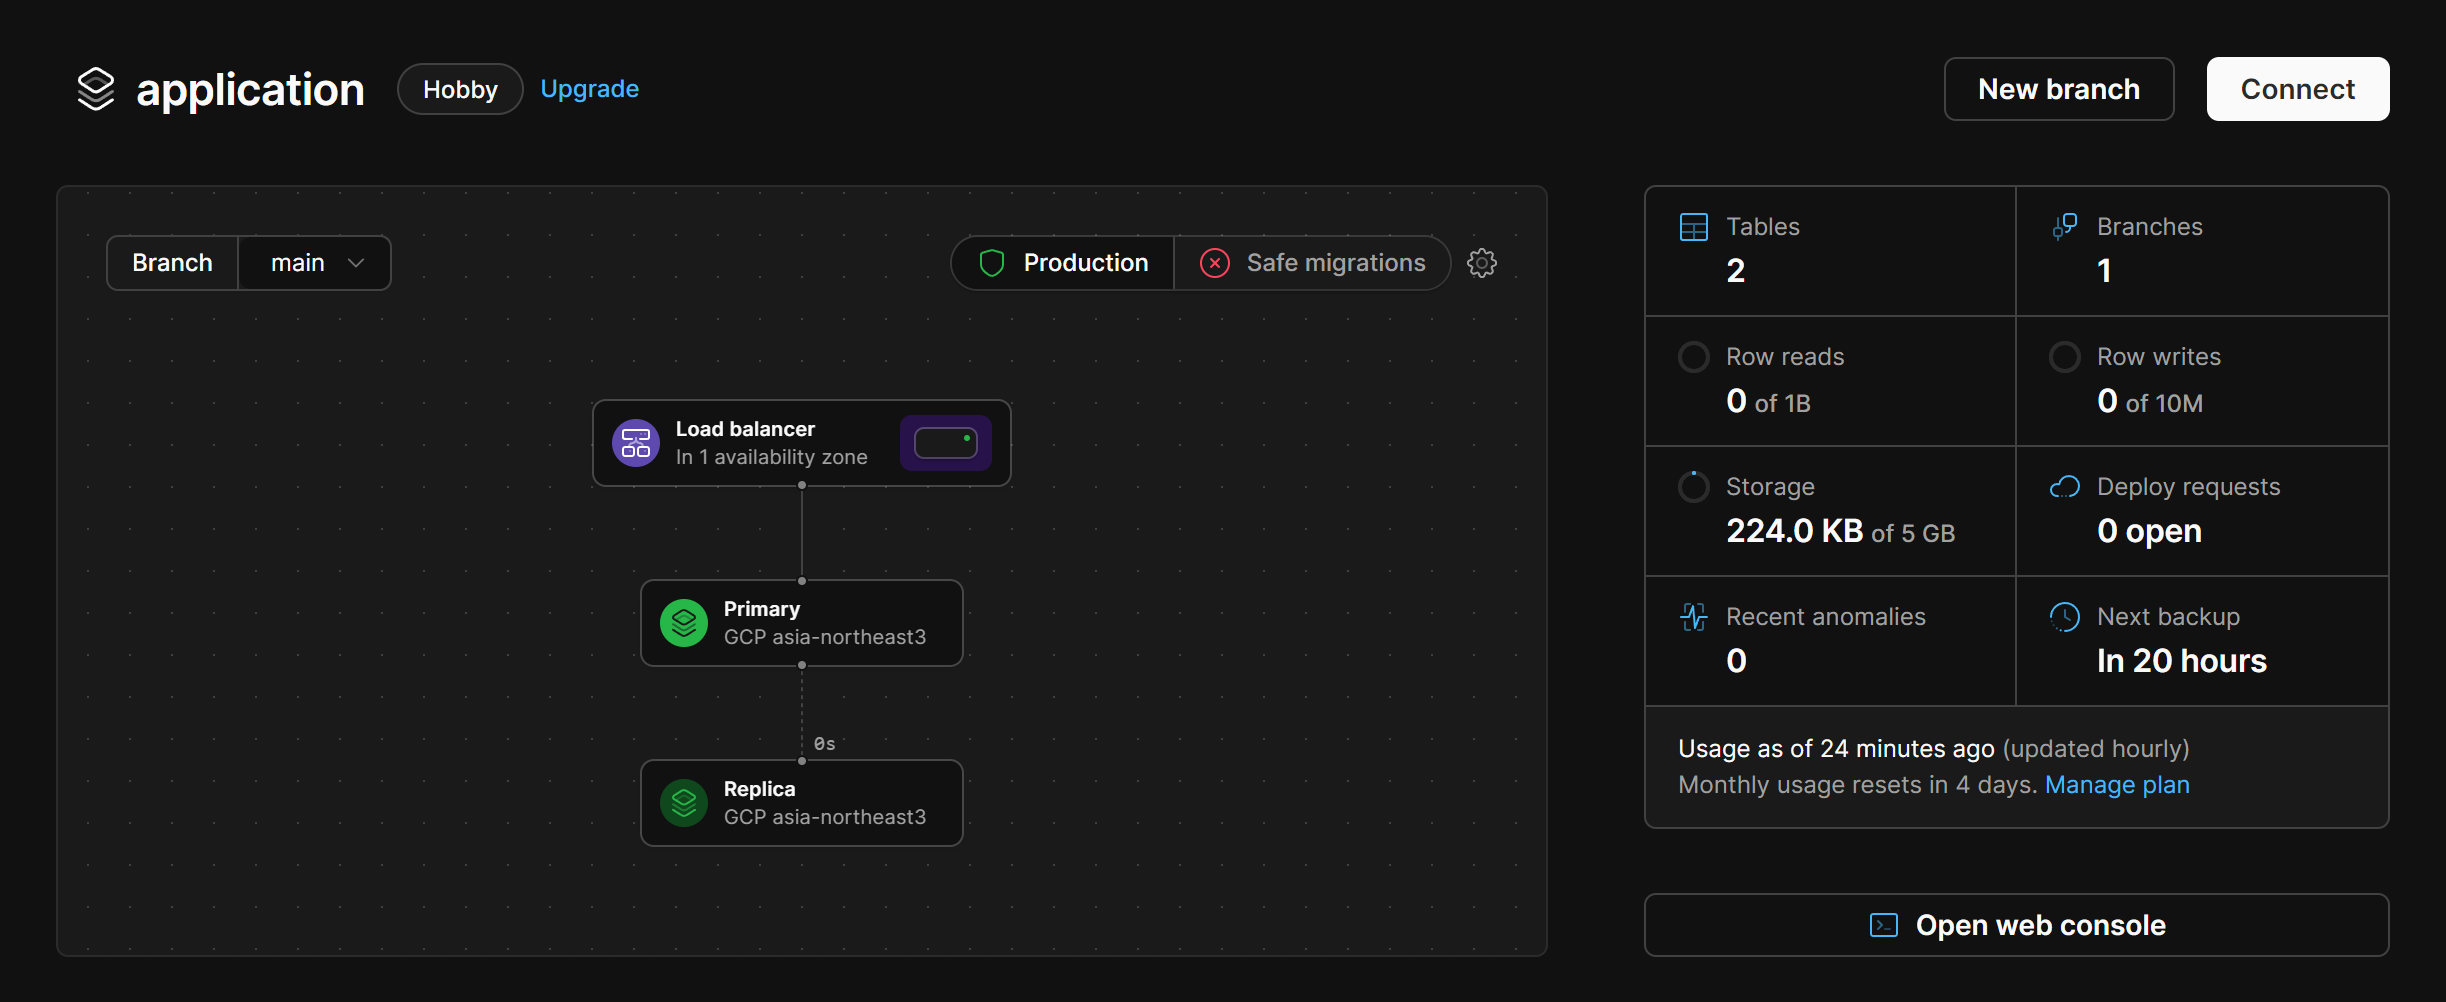 application
Hobby
Upgrade
New branch
Connect
Branch
main
Production
Safe migrations
Load balancer
In 1 availability zone
Primary
GCP asia-northeast3
0s
Replica
GCP asia-northeast3
Tables
2
Branches
1
Row reads
0 of 1B
Row writes
0 of 10M
Storage
224.0 KB of 5 GB
Deploy requests
0 open
Recent anomalies
0
Next backup
In 20 hours
Usage as of 24 minutes ago (updated hourly)
Monthly usage resets in 4 days. Manage plan
Open web console